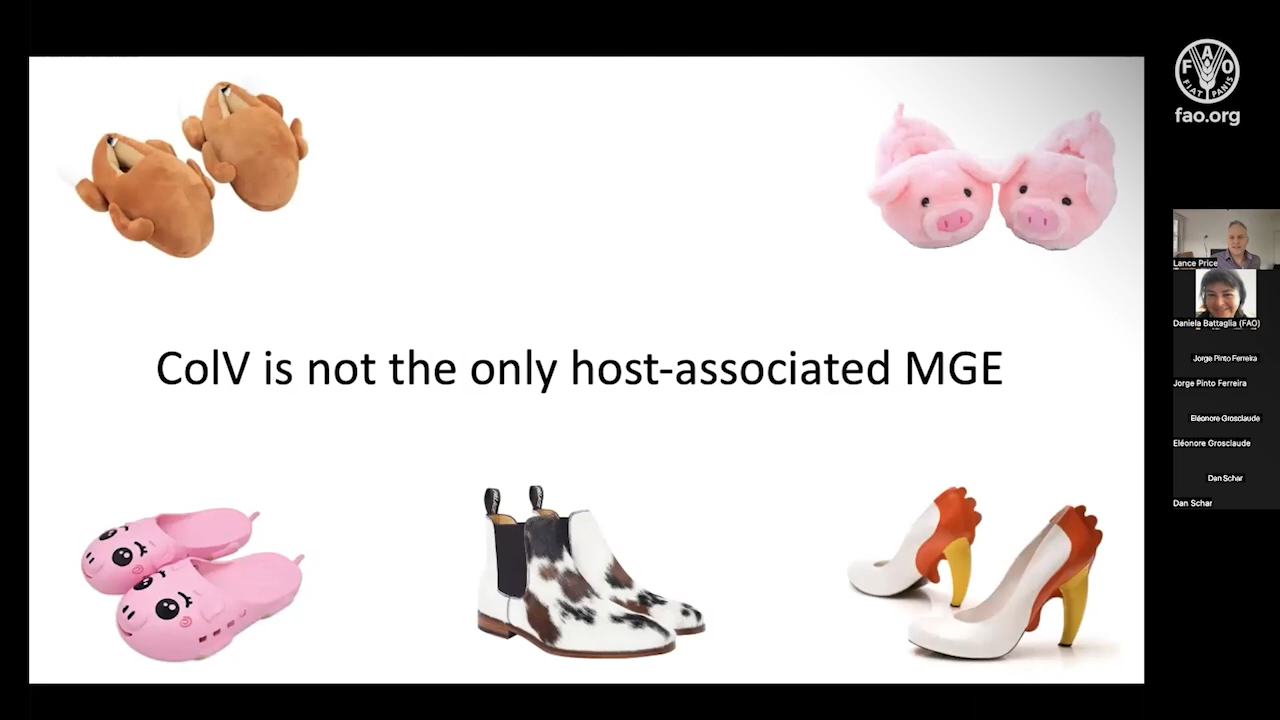 ColV is not the only host-associated MGE
F A O
FIAT PANIS
fao.org
Lance Price
Daniela Battaglia (FAO)
Jorge Pinto Ferreira
Jorge Pinto Ferreira
Eléonore Grosclaude
Eléonore Grosclaude
Dan Schar
Dan Schar